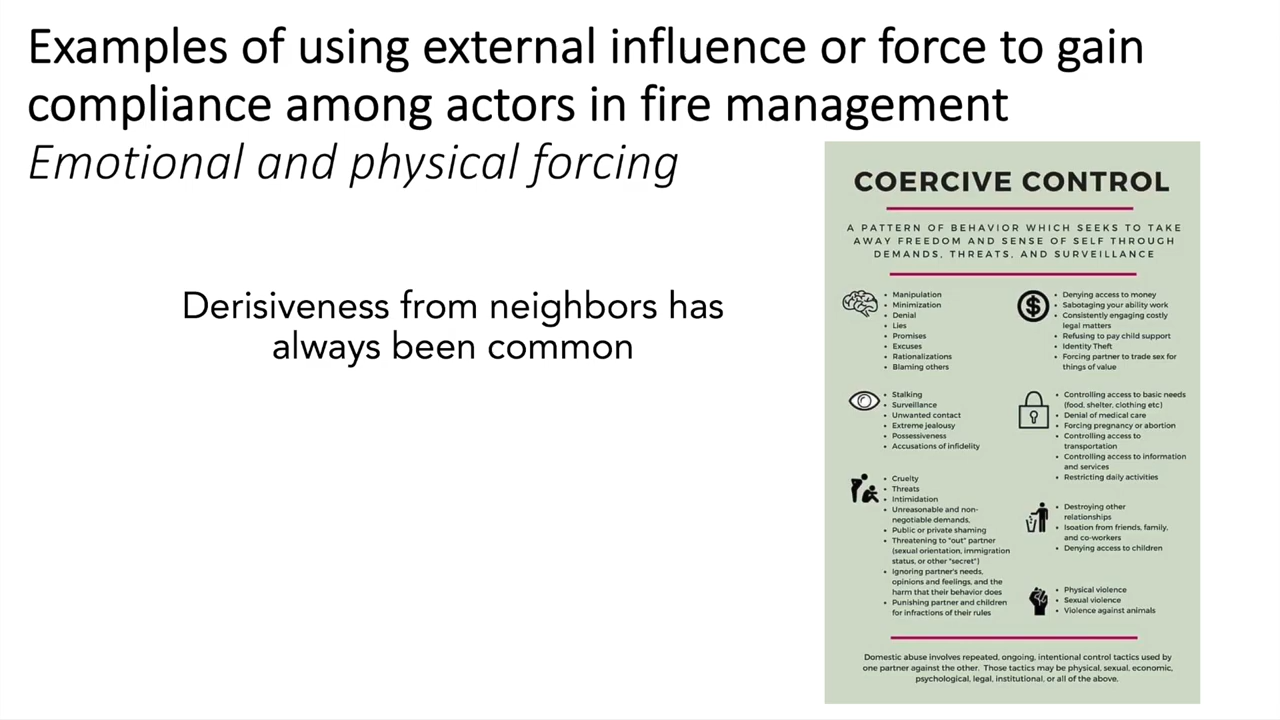 Examples of using external influence or force to gain
compliance among actors in fire management
Emotional and physical forcing
Derisiveness from neighbors has
always been common
COERCIVE CONTROL
A PATTERN OF BEHAVIOR WHICH SEEKS TO TAKE
AWAY FREEDOM AND SENSE OF SELF THROUGH
DEMANDS, THREATS, AND SURVEILLANCE
• Manipulation
• Minimization
• Denial
• Lies
• Promises
• Excuses
• Rationalizations
• Blaming others
• Stalking
• Surveillance
• Unwanted contact
• Extreme jealousy
• Possessiveness
• Accusations of infidelity
• Cruelty
• Threats
• Intimidation
• Unreasonable and non-
negotiable demands,
• Public or private shaming
• Threatening to "out" partner
(sexual orientation, immigration
status, or other "secret")
• Ignoring partner's needs,
opinions and feelings, and the
harm that their behavior does
• Punishing partner and children
for infractions of their rules
• Denying access to money
• Sabotaging your ability work
• Consistently engaging costly
legal matters
• Refusing to pay child support
• Identity Theft
• Forcing partner to trade sex for
things of value
• Controlling access to basic needs
(food, shelter, clothing etc)
• Denial of medical care
• Forcing pregnancy or abortion
• Controlling access to
transportation
• Controlling access to information
and services
• Restricting daily activities
• Destroying other
relationships
• Isoation from friends, family,
and co-workers
• Denying access to children
• Physical violence
• Sexual violence
• Violence against animals
Domestic abuse involves repeated, ongoing, intentional control tactics used by
one partner against the other. Those tactics may be physical, sexual, economic,
psychological, legal, institutional, or all of the above.